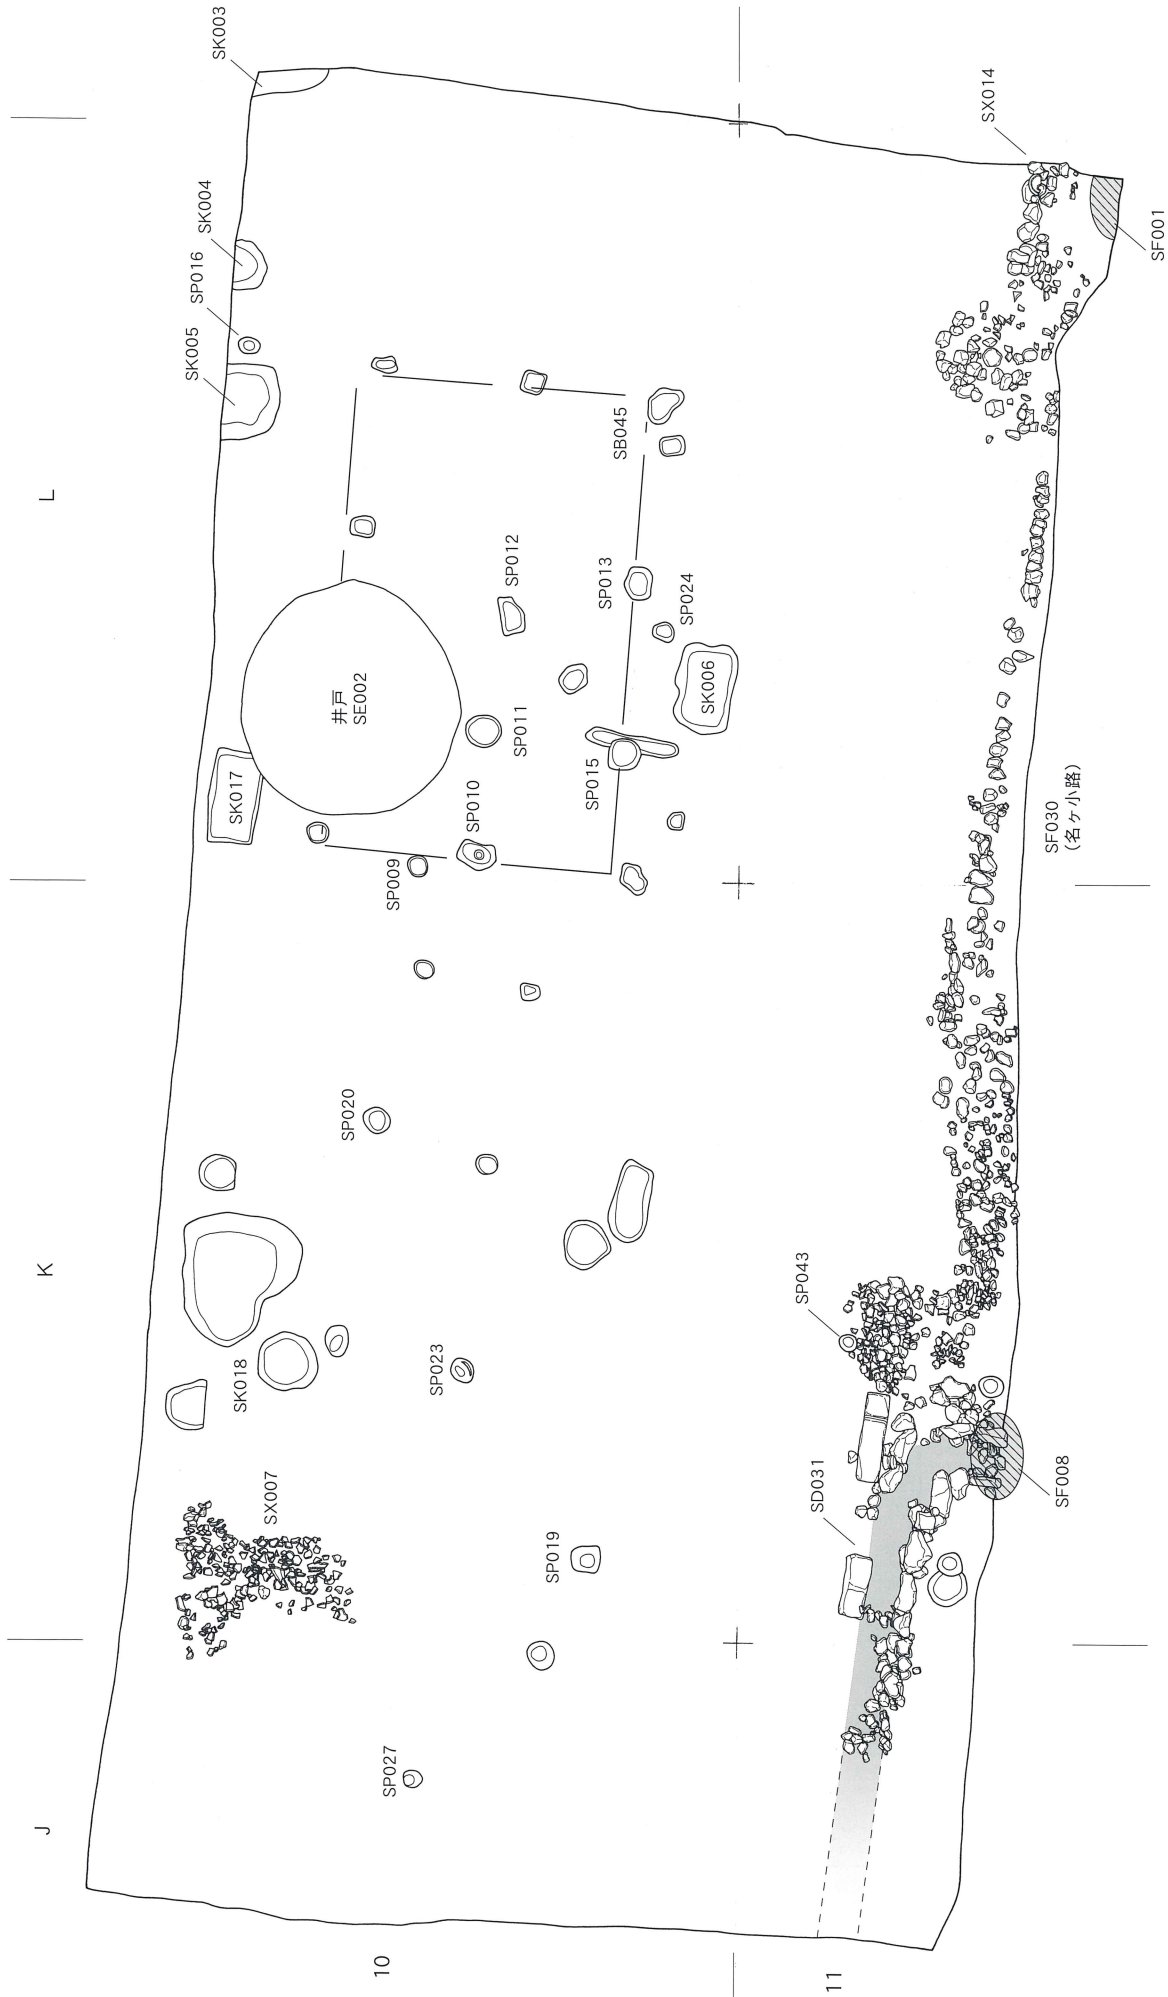 J
K
L
10
11
SK003
SK004
SP016
SK005
SX014
SF001
SB045
SP012
SP013
SP024
井戸
SE002
SK006
SP011
SP015
SP010
SK017
SP009
SF030
(名ヶ小路)
SP020
SP043
SK018
SP023
SD031
SF008
SX007
SP019
SP027